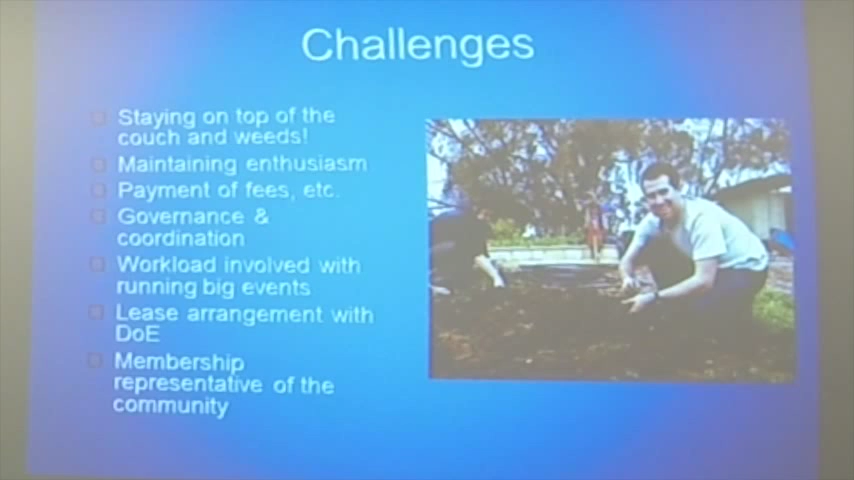 Challenges
Staying on top of the
couch and weeds!
Maintaining enthusiasm
Payment of fees, etc.
Governance &
coordination
Workload involved with
running big events
Lease arrangement with
DoE
Membership
representative of the
community